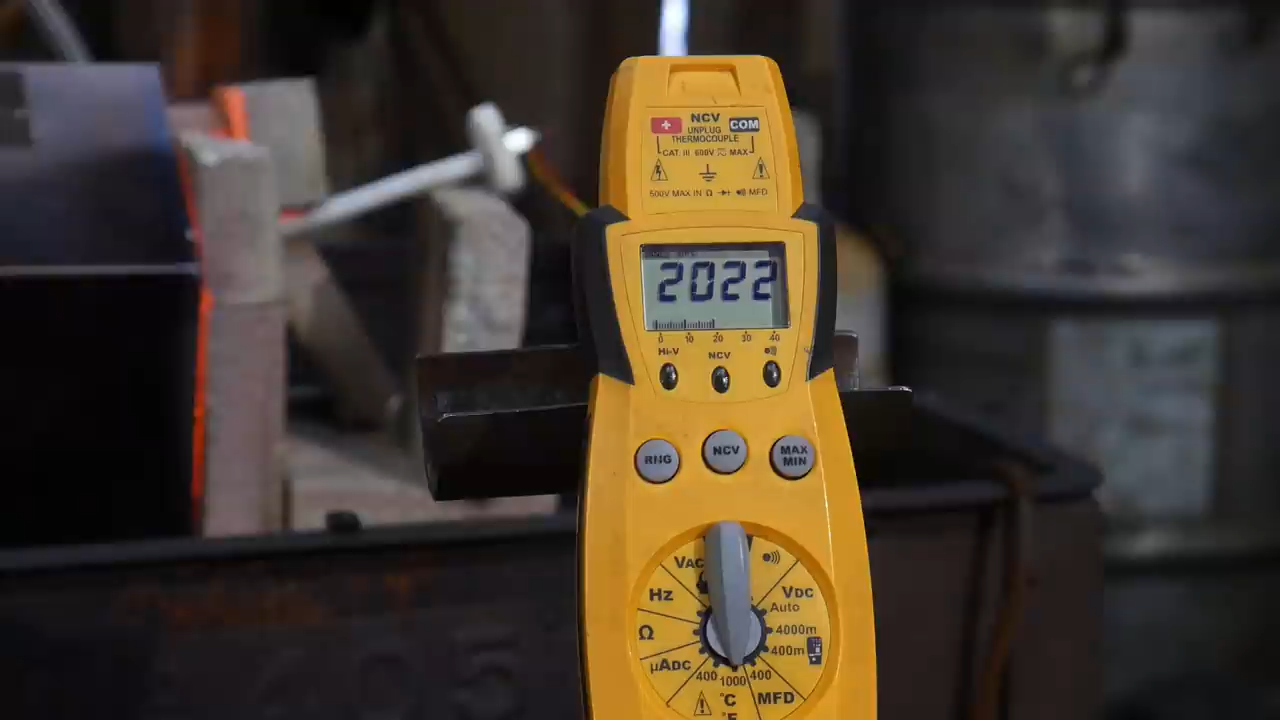 NCV
COM
UNPLUG
THERMOCOUPLE
CAT. III 600V MAX
500V MAX IN Ω MFD
2022
0 10 20 30 40
Hi-V NCV
RNG NCV MAX
MIN
VAC
Hz
VDC
Auto
Ω
4000m
400m
µADC
400 1000 400
°C
°F
MFD
405